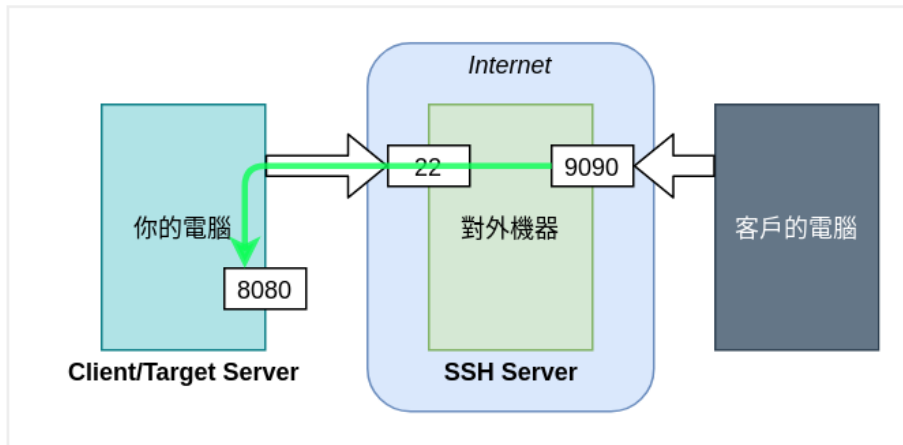 Internet
22
9090
你的電腦
對外機器
客戶的電腦
8080
Client/Target Server
SSH Server